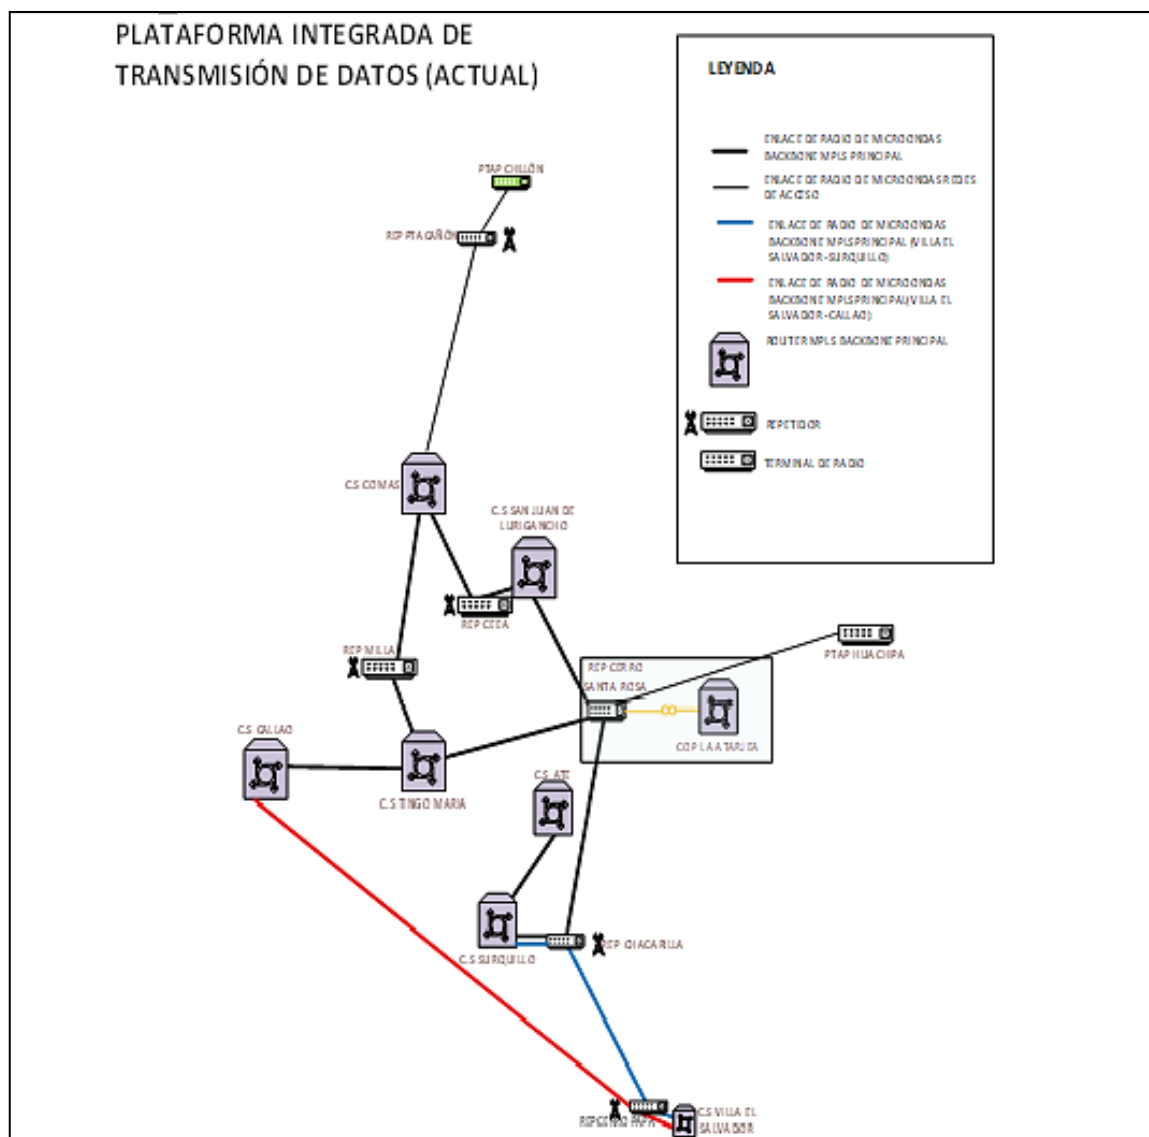 PLATAFORMA INTEGRADA DE
TRANSMISIÓN DE DATOS (ACTUAL)
LEYENDA
ENLACE DE RADIO DE MICROONDAS
BACKBONE MPLS PRINCIPAL
ENLACE DE RADIO DE MICROONDAS REDES
DE ACCESO
ENLACE DE RADIO DE MICROONDAS
BACKBONE MPLS PRINCIPAL (VILLA EL
SALVADOR-SURQUILLO)
ENLACE DE RADIO DE MICROONDAS
BACKBONE MPLS PRINCIPAL (VILLA EL
SALVADOR-CALLAO)
ROUTER MPLS BACKBONE PRINCIPAL
REPETIDOR
TERMINAL DE RADIO
PTAP CHILLÓN
REP PTA CAÑÓN
C.S COMAS
C.S SAN JUAN DE
LURIGANCHO
REP CEEA
REP MILLA
PTAP HUACHIPA
REP CERRO
SANTA ROSA
COP LA ATARJEA
C.S. CALLAO
C.S TINGO MARIA
C.S. ATE
C.S SURQUILLO
REP CHACARILLA
C.S VILLA EL
SALVADOR